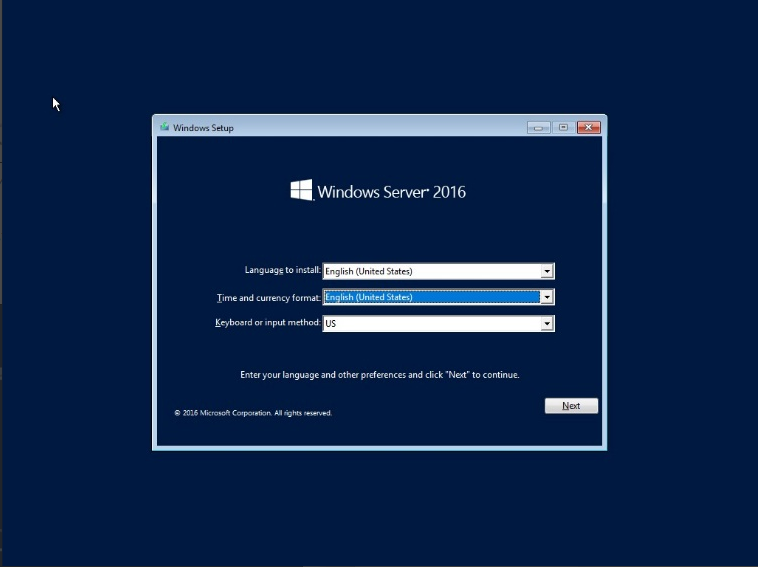 Windows Setup
Windows Server® 2016
Language to install: English (United States)
Time and currency format: English (United States)
Keyboard or input method: US
Enter your language and other preferences and click "Next" to continue.
Next
© 2016 Microsoft Corporation. All rights reserved.